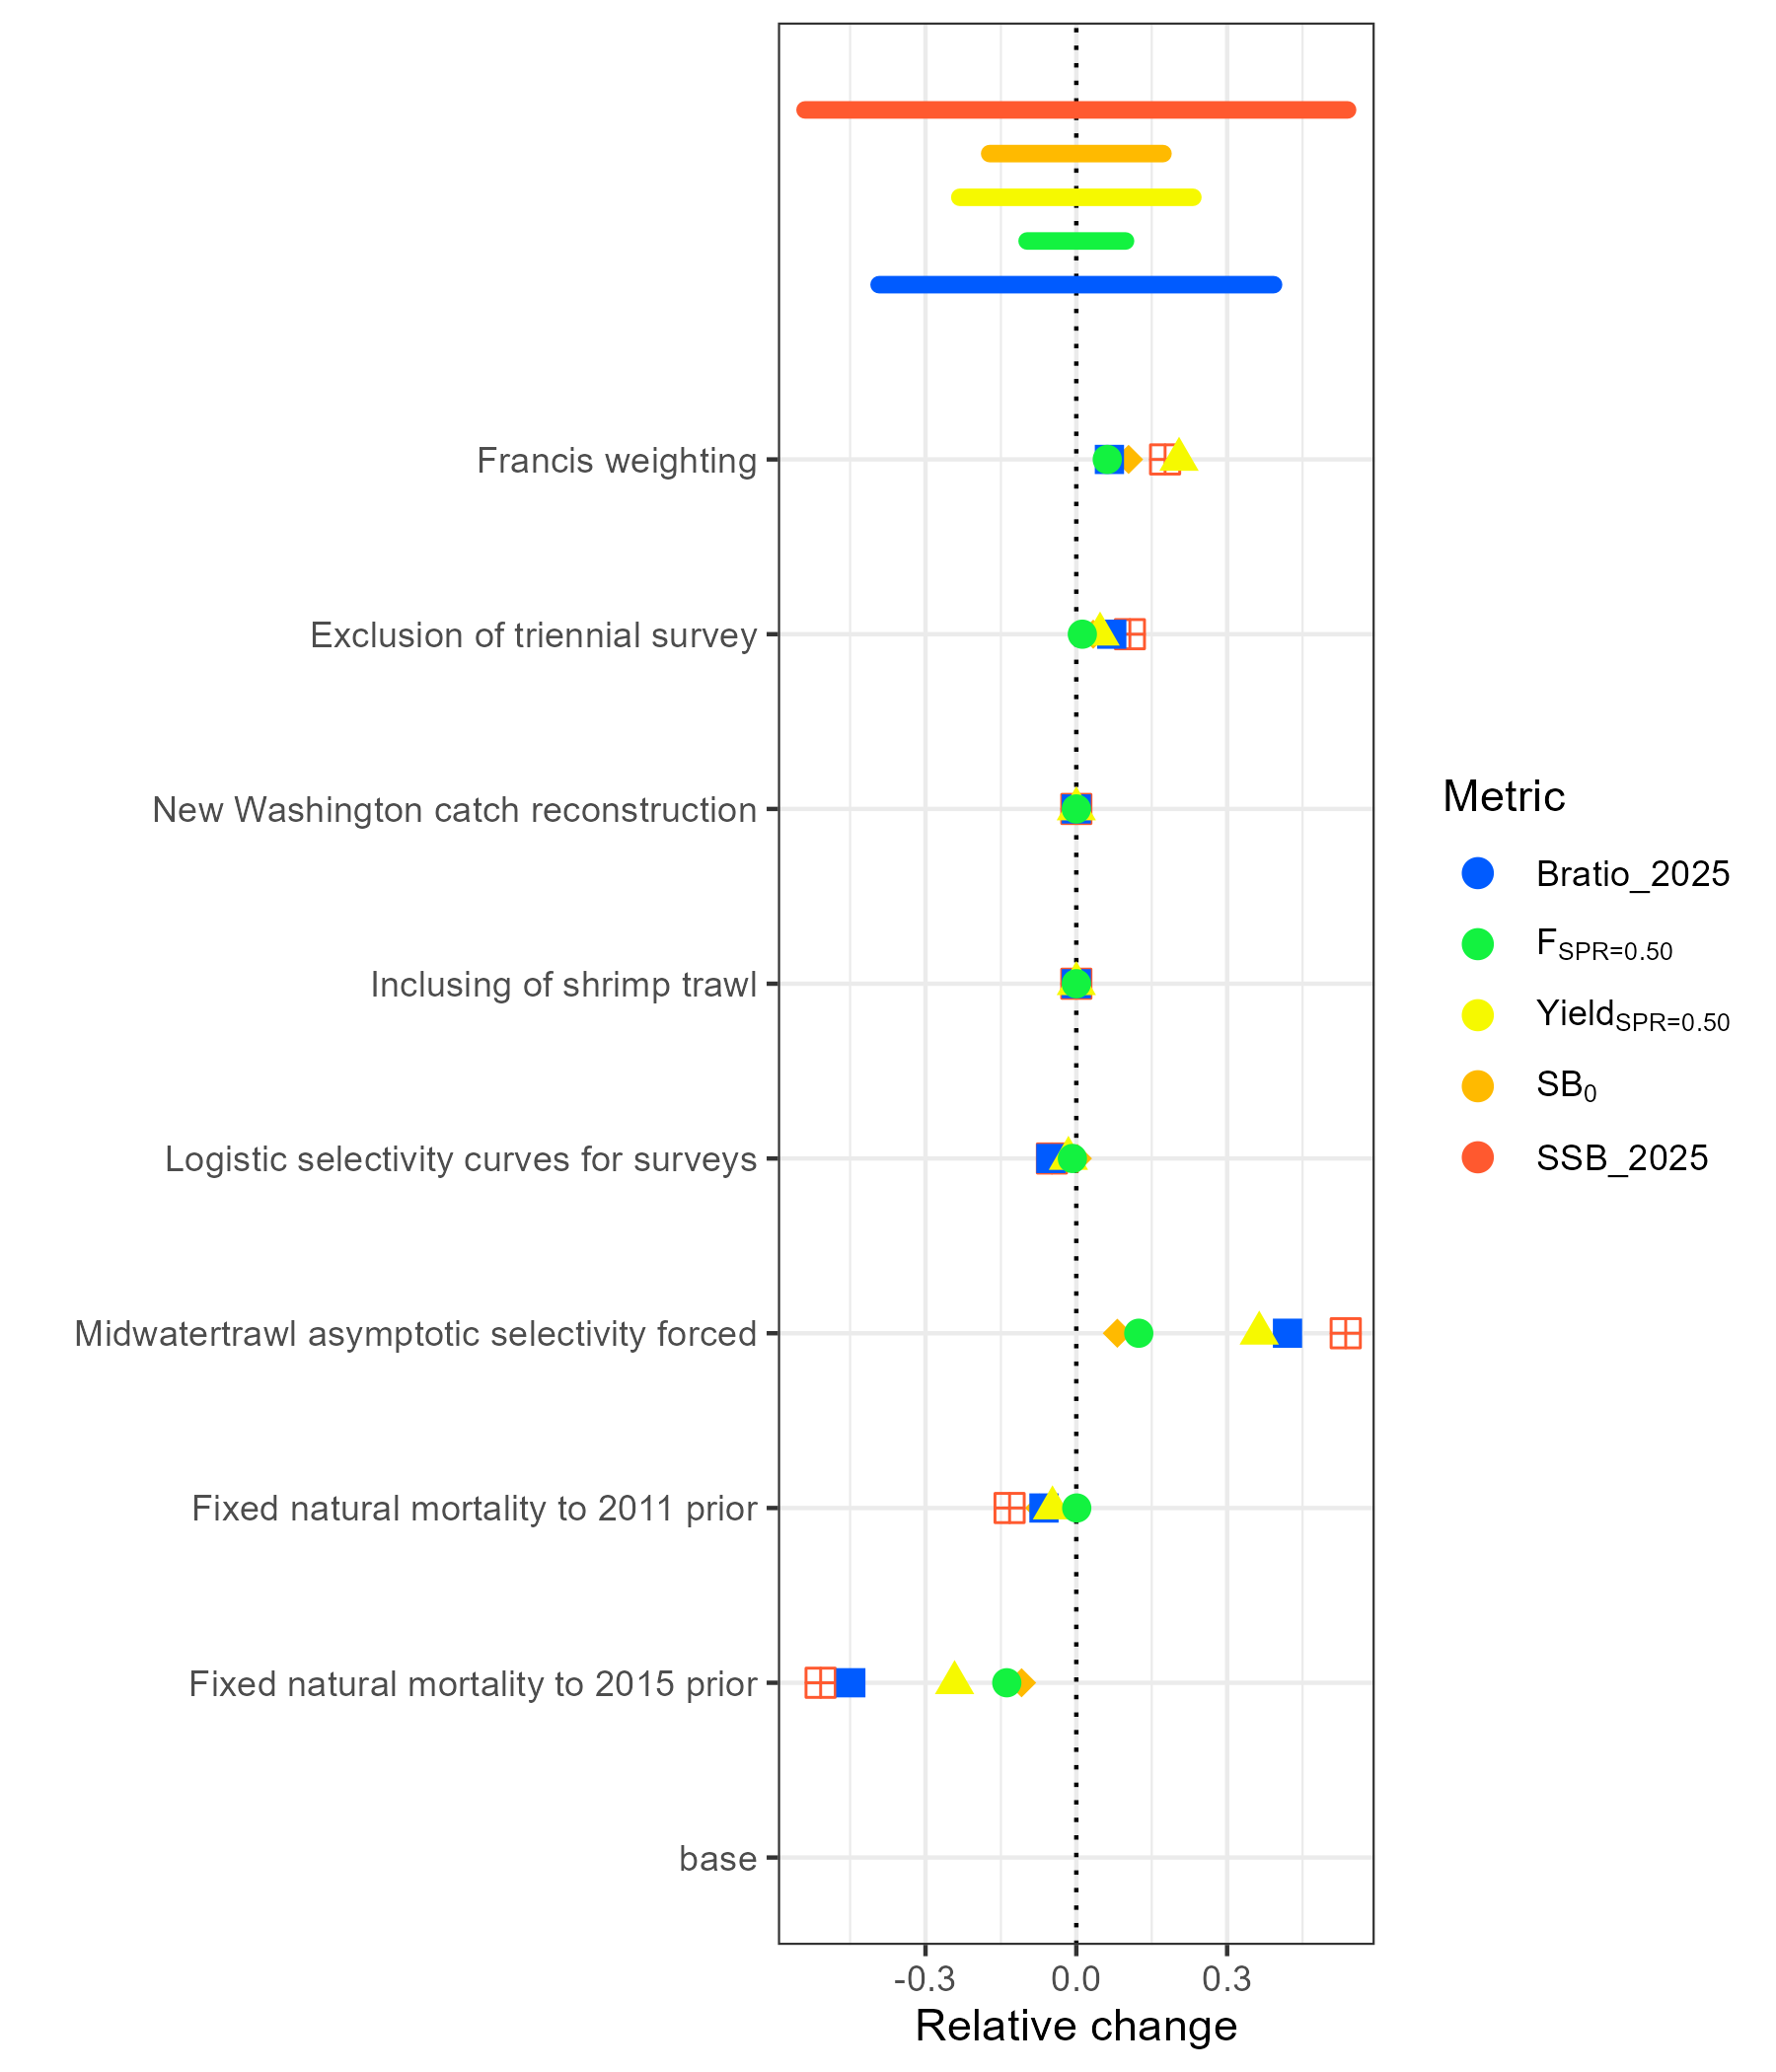 Francis weighting
Exclusion of triennial survey
New Washington catch reconstruction
Inclusing of shrimp trawl
Logistic selectivity curves for surveys
Midwatertrawl asymptotic selectivity forced
Fixed natural mortality to 2011 prior
Fixed natural mortality to 2015 prior
base
-0.3 0.0 0.3
Relative change
Metric
Bratio_2025
FSPR=0.50
YieldSPR=0.50
SB0
SSB_2025